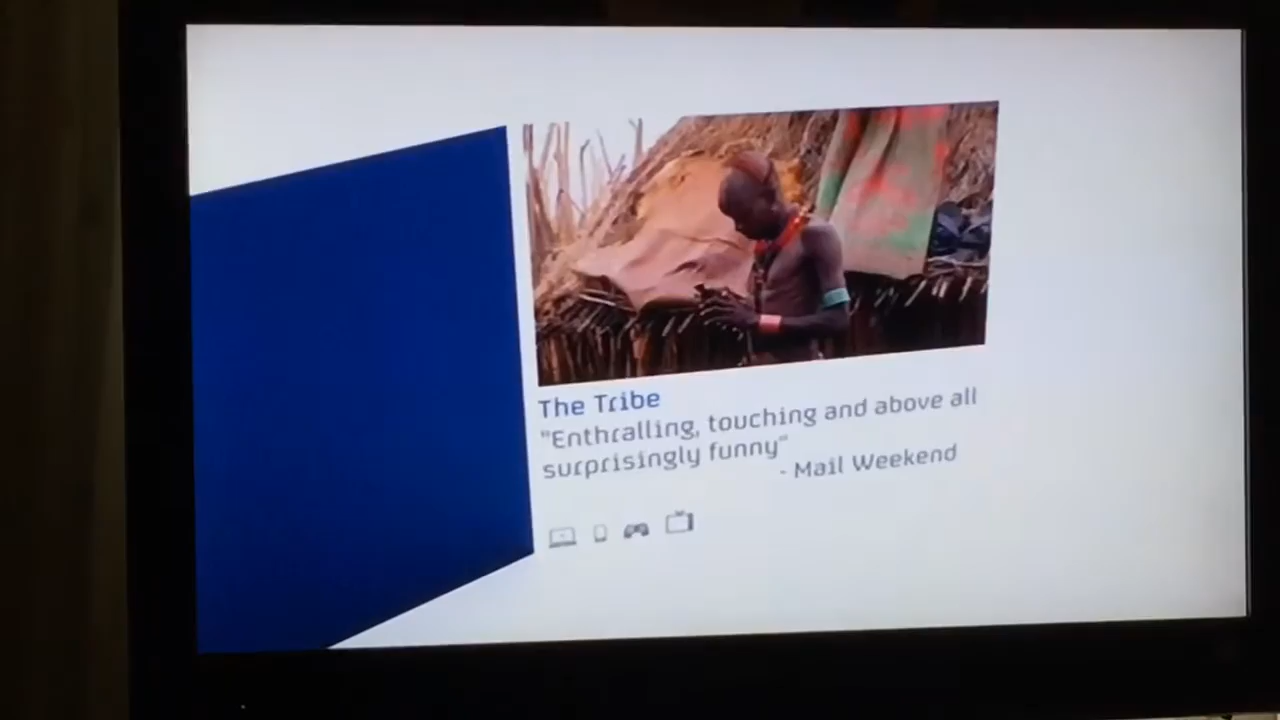 The Tribe
"Enthralling, touching and above all
surprisingly funny"
- Mail Weekend